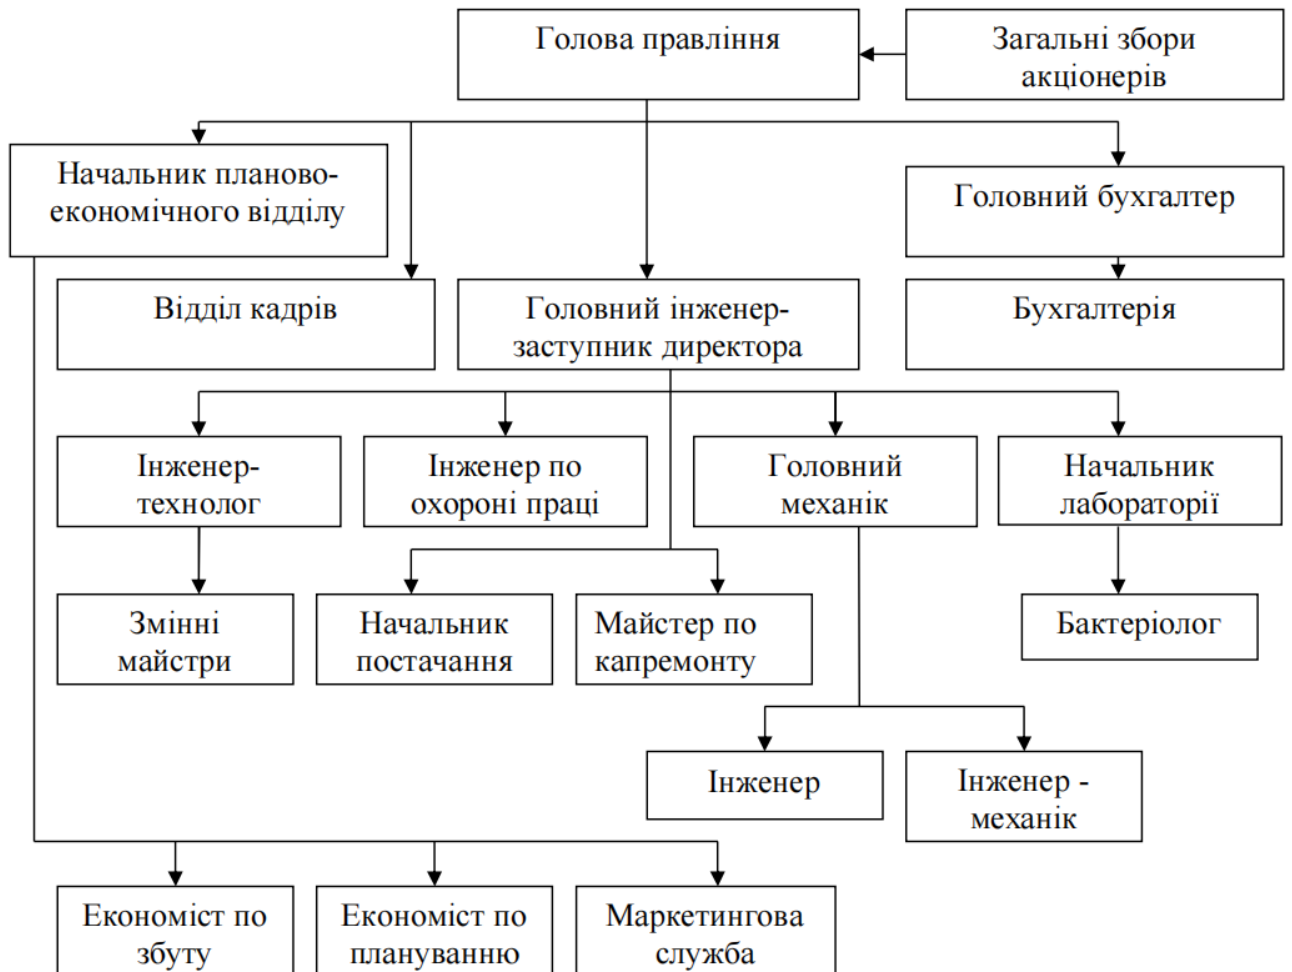 Голова правління
Загальні збори
акціонерів
Начальник планово-
економічного відділу
Головний бухгалтер
Відділ кадрів
Головний інженер-
заступник директора
Бухгалтерія
Інженер-
технолог
Інженер по
охороні праці
Головний
механік
Начальник
лабораторії
Змінні
майстри
Начальник
постачання
Майстер по
капремонту
Бактеріолог
Інженер
Інженер -
механік
Економіст по
збуту
Економіст по
плануванню
Маркетингова
служба